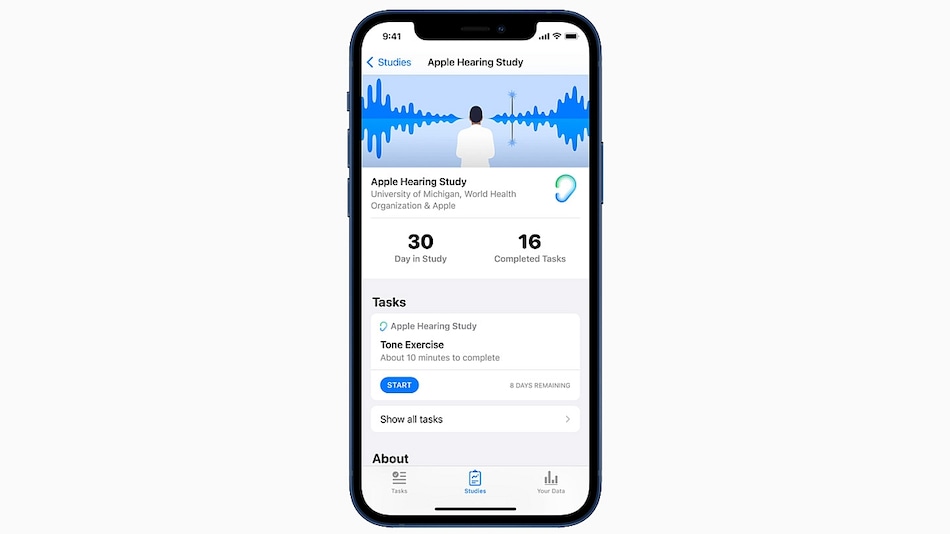 9:41
Studies
Apple Hearing Study
Apple Hearing Study
University of Michigan, World Health
Organization & Apple
30
Day in Study
16
Completed Tasks
Tasks
Apple Hearing Study
Tone Exercise
About 10 minutes to complete
START
8 DAYS REMAINING
Show all tasks
About
Tasks
Studies
Your Data